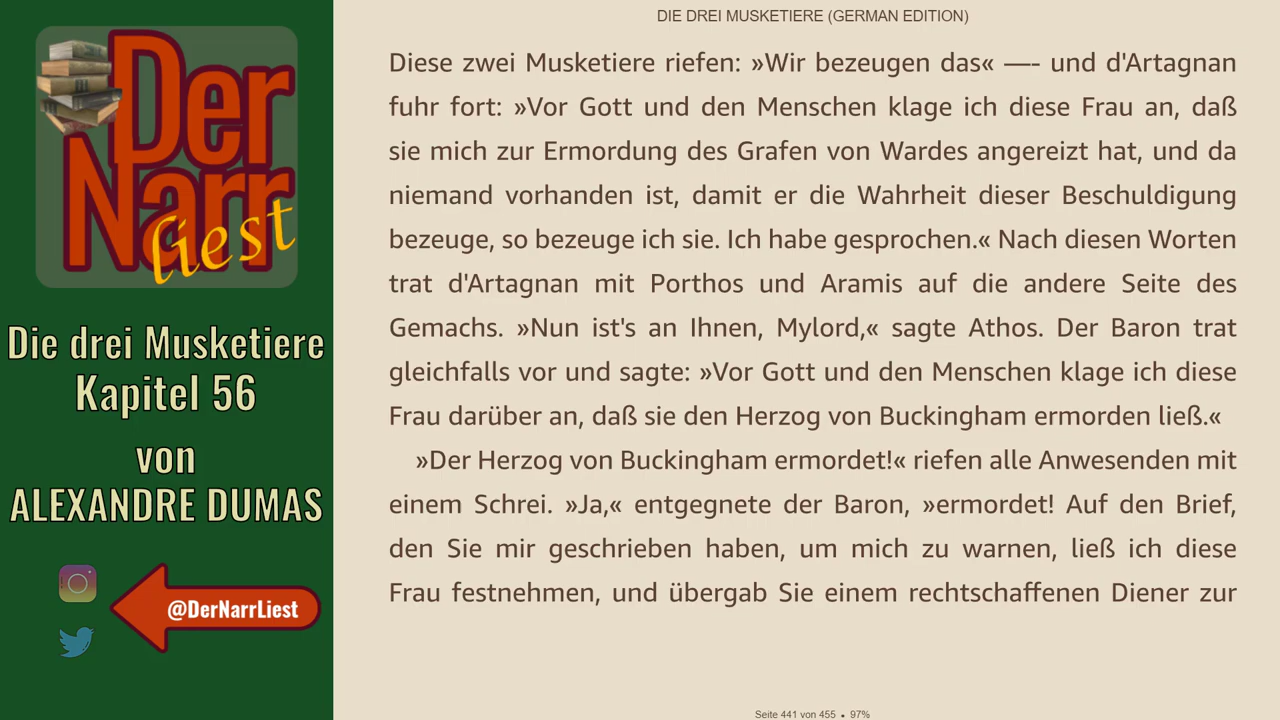 Der
Narr
liest
Die drei Musketiere
Kapitel 56
von
ALEXANDRE DUMAS
@DerNarrLiest
DIE DREI MUSKETIERE (GERMAN EDITION)
Diese zwei Musketiere riefen: »Wir bezeugen das« —- und d'Artagnan
fuhr fort: »Vor Gott und den Menschen klage ich diese Frau an, daß
sie mich zur Ermordung des Grafen von Wardes angereizt hat, und da
niemand vorhanden ist, damit er die Wahrheit dieser Beschuldigung
bezeuge, so bezeuge ich sie. Ich habe gesprochen.« Nach diesen Worten
trat d'Artagnan mit Porthos und Aramis auf die andere Seite des
Gemachs. »Nun ist's an Ihnen, Mylord,« sagte Athos. Der Baron trat
gleichfalls vor und sagte: »Vor Gott und den Menschen klage ich diese
Frau darüber an, daß sie den Herzog von Buckingham ermorden ließ.«
»Der Herzog von Buckingham ermordet!« riefen alle Anwesenden mit
einem Schrei. »Ja,« entgegnete der Baron, »ermordet! Auf den Brief,
den Sie mir geschrieben haben, um mich zu warnen, ließ ich diese
Frau festnehmen, und übergab Sie einem rechtschaffenen Diener zur
Seite 441 von 455 • 97%